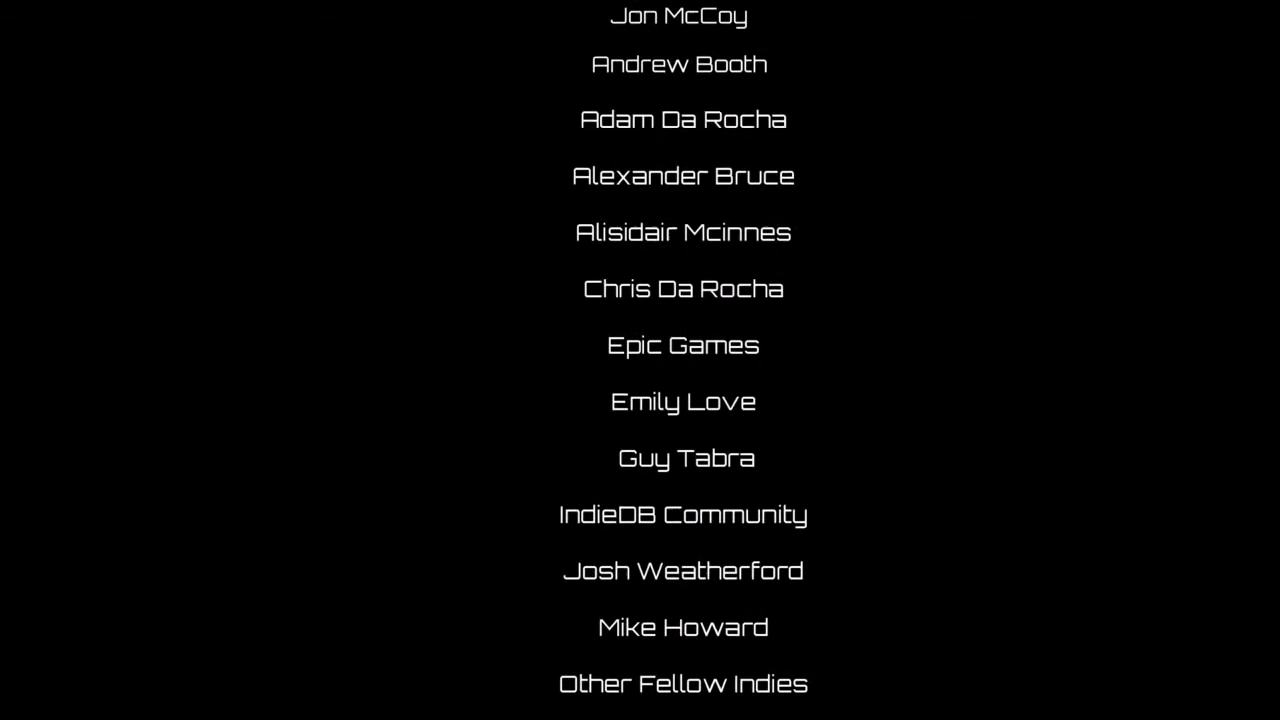 Jon McCoy
Andrew Booth
Adam Da Rocha
Alexander Bruce
Alisidair Mcinnes
Chris Da Rocha
Epic Games
Emily Love
Guy Tabra
IndieDB Community
Josh Weatherford
Mike Howard
Other Fellow Indies